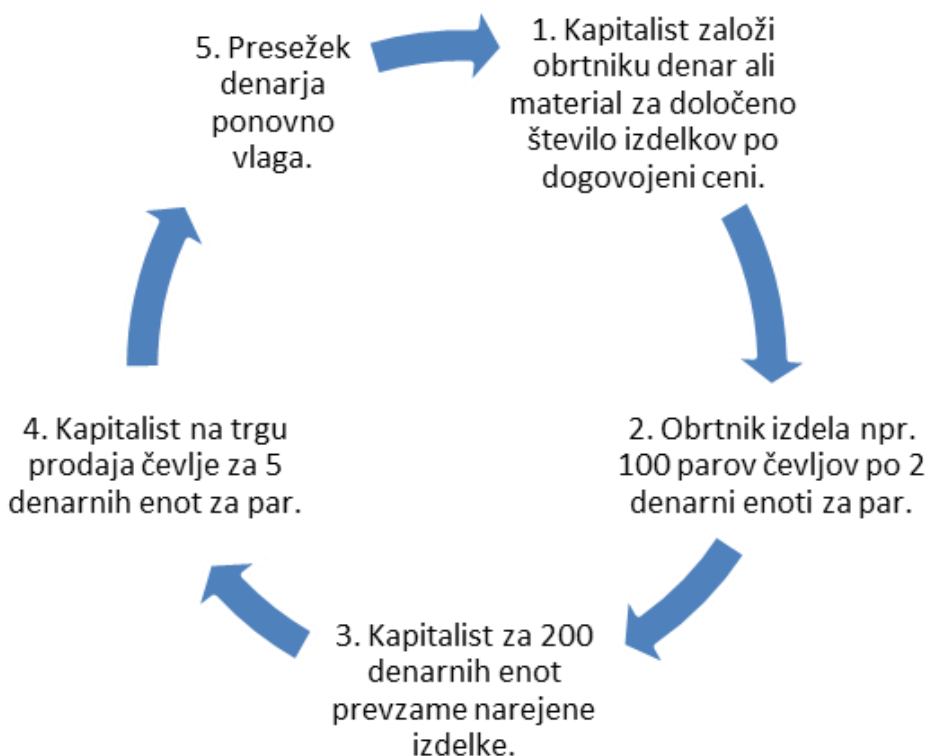 1. Kapitalist založi
obrtniku denar ali
material za določeno
število izdelkov po
dogovojeni ceni.
2. Obrtnik izdela npr.
100 parov čevljov po 2
denarni enoti za par.
3. Kapitalist za 200
denarnih enot
prevzame narejene
izdelke.
4. Kapitalist na trgu
prodaja čevlje za 5
denarnih enot za par.
5. Presežek
denarja
ponovno
vlaga.